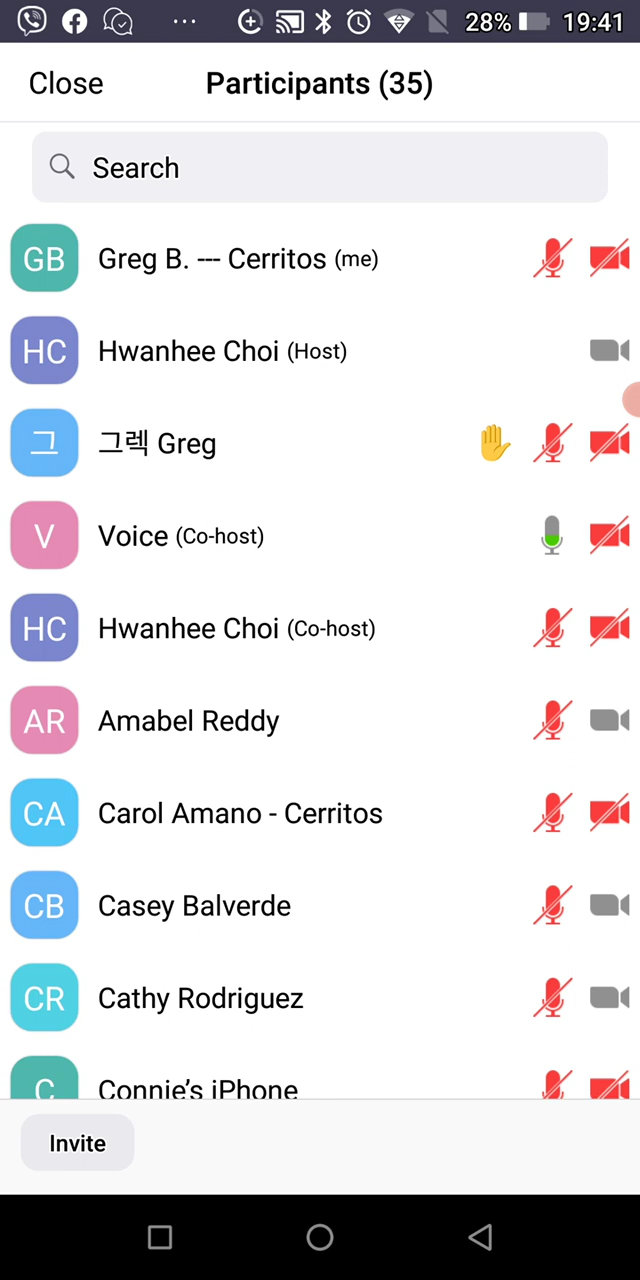 28% 19:41
Close Participants (35)
Search
GB Greg B. --- Cerritos (me)
HC Hwanhee Choi (Host)
그 그렉 Greg
V Voice (Co-host)
HC Hwanhee Choi (Co-host)
AR Amabel Reddy
CA Carol Amano - Cerritos
CB Casey Balverde
CR Cathy Rodriguez
C Connie’s iPhone
Invite